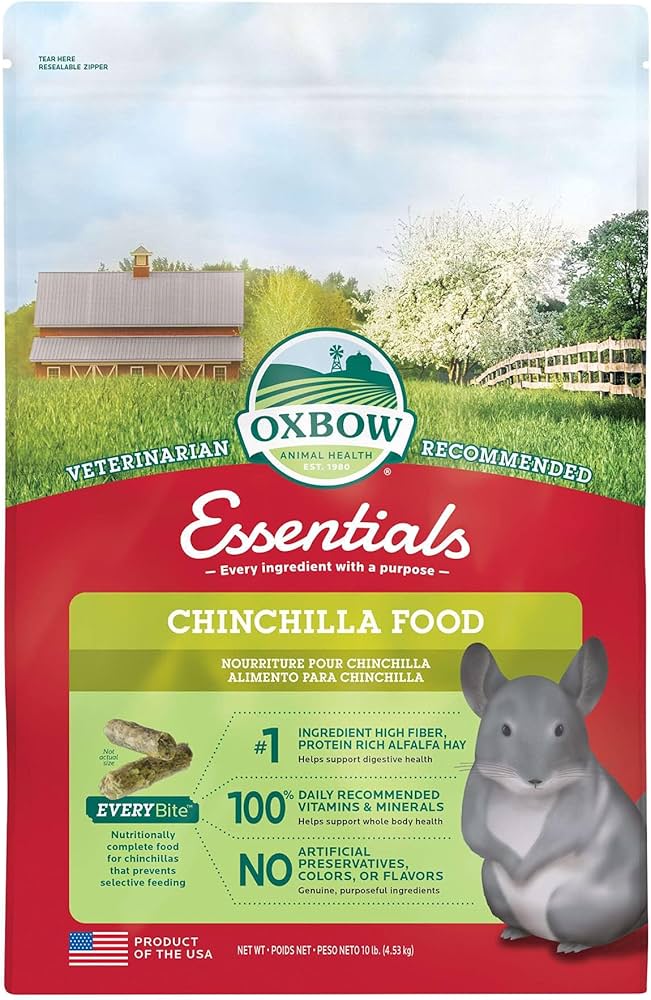 TEAR HERE
RESEALABLE ZIPPER
OXBOW
ANIMAL HEALTH
EST. 1980
®
VETERINARIAN RECOMMENDED
Essentials
— Every ingredient with a purpose —
CHINCHILLA FOOD
NOURRITURE POUR CHINCHILLA
ALIMENTO PARA CHINCHILLA
Not
actual
size
EVERYBite™
Nutritionally
complete food
for chinchillas
that prevents
selective feeding
#1 INGREDIENT HIGH FIBER,
PROTEIN RICH ALFALFA HAY
Helps support digestive health
100% DAILY RECOMMENDED
VITAMINS & MINERALS
Helps support whole body health
NO ARTIFICIAL
PRESERVATIVES,
COLORS, OR FLAVORS
Genuine, purposeful ingredients
PRODUCT
OF THE USA
NET WT • POIDS NET • PESO NETO 10 lb. (4.53 kg)